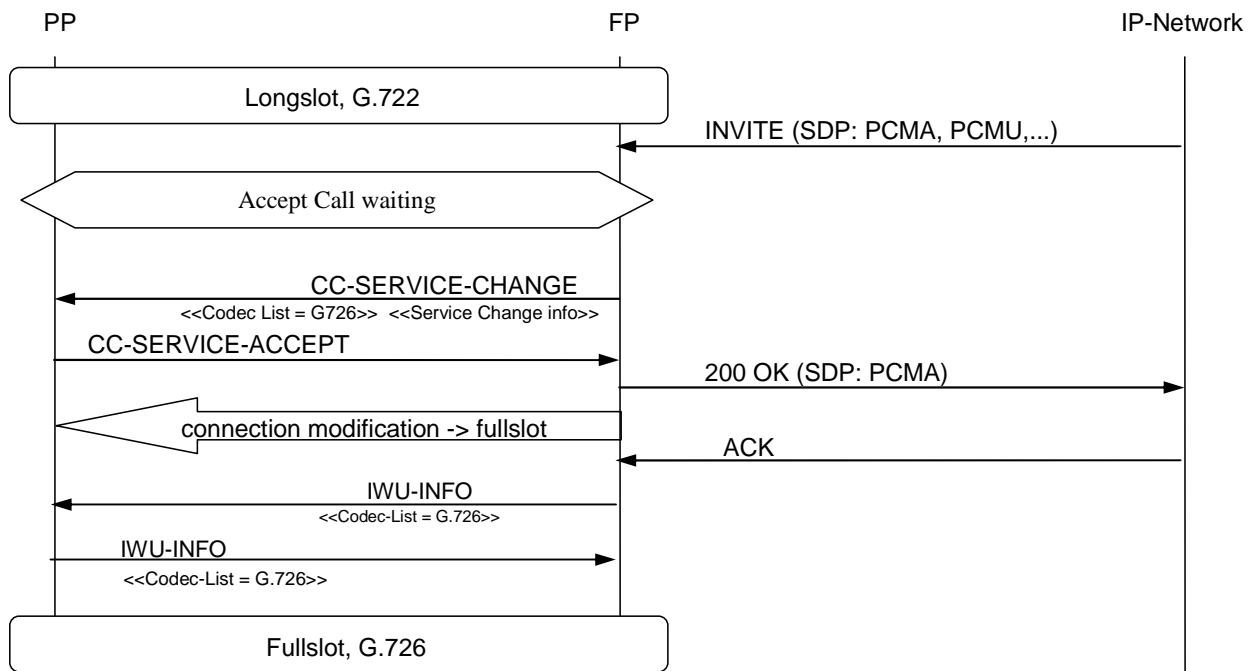 PP FP IP-Network
Longslot, G.722
INVITE (SDP: PCMA, PCMU,...)
Accept Call waiting
CC-SERVICE-CHANGE
<<Codec List = G726>> <<Service Change info>>
CC-SERVICE-ACCEPT
200 OK (SDP: PCMA)
connection modification -> fullslot
ACK
IWU-INFO
<<Codec-List = G.726>>
IWU-INFO
<<Codec-List = G.726>>
Fullslot, G.726